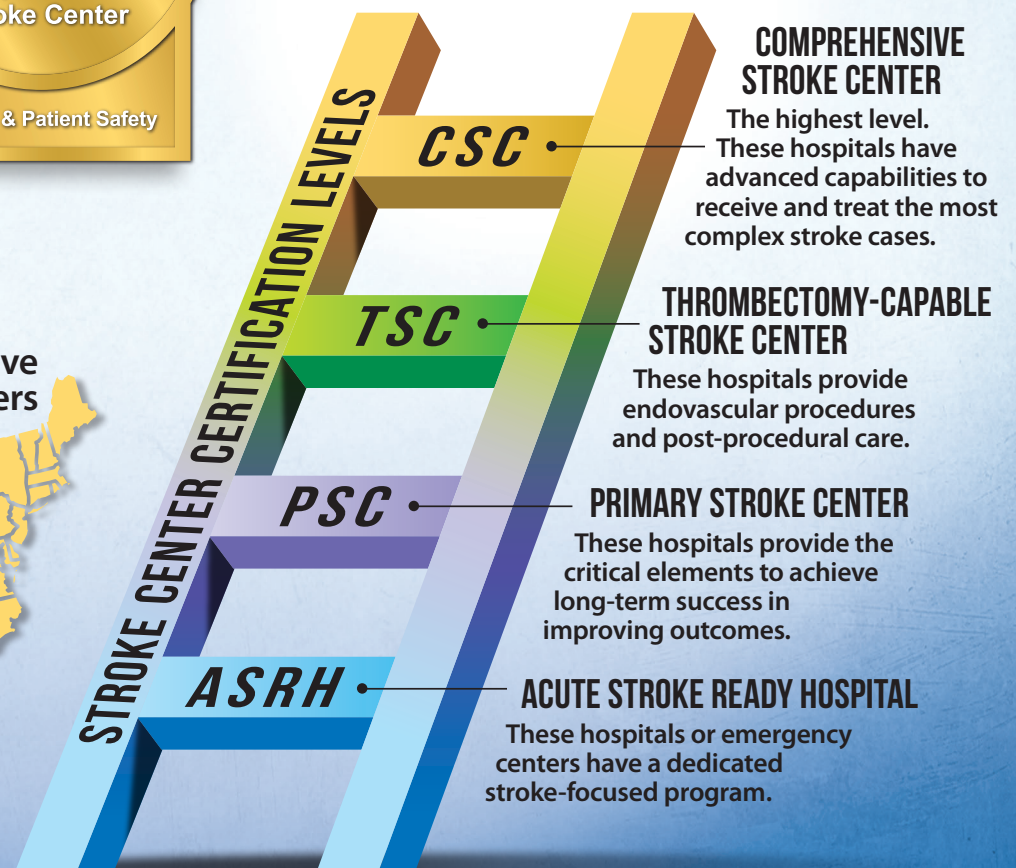 Stroke Center
& Patient Safety
STROKE CENTER CERTIFICATION LEVELS
CSC
COMPREHENSIVE
STROKE CENTER
The highest level.
These hospitals have
advanced capabilities to
receive and treat the most
complex stroke cases.
TSC
THROMBECTOMY-CAPABLE
STROKE CENTER
These hospitals provide
endovascular procedures
and post-procedural care.
PSC
PRIMARY STROKE CENTER
These hospitals provide the
critical elements to achieve
long-term success in
improving outcomes.
ASRH
ACUTE STROKE READY HOSPITAL
These hospitals or emergency
centers have a dedicated
stroke-focused program.